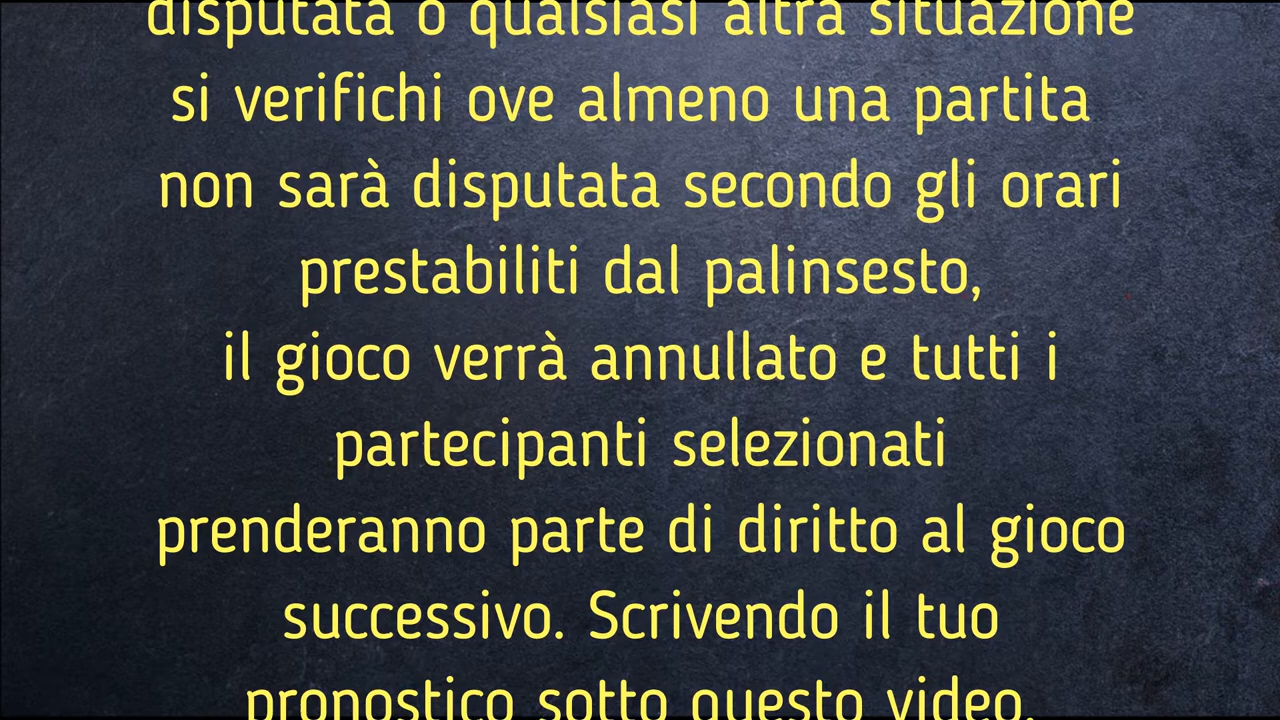 disputata o qualsiasi altra situazione
si verifichi ove almeno una partita
non sarà disputata secondo gli orari
prestabiliti dal palinsesto,
il gioco verrà annullato e tutti i
partecipanti selezionati
prenderanno parte di diritto al gioco
successivo. Scrivendo il tuo
pronostico sotto questo video,